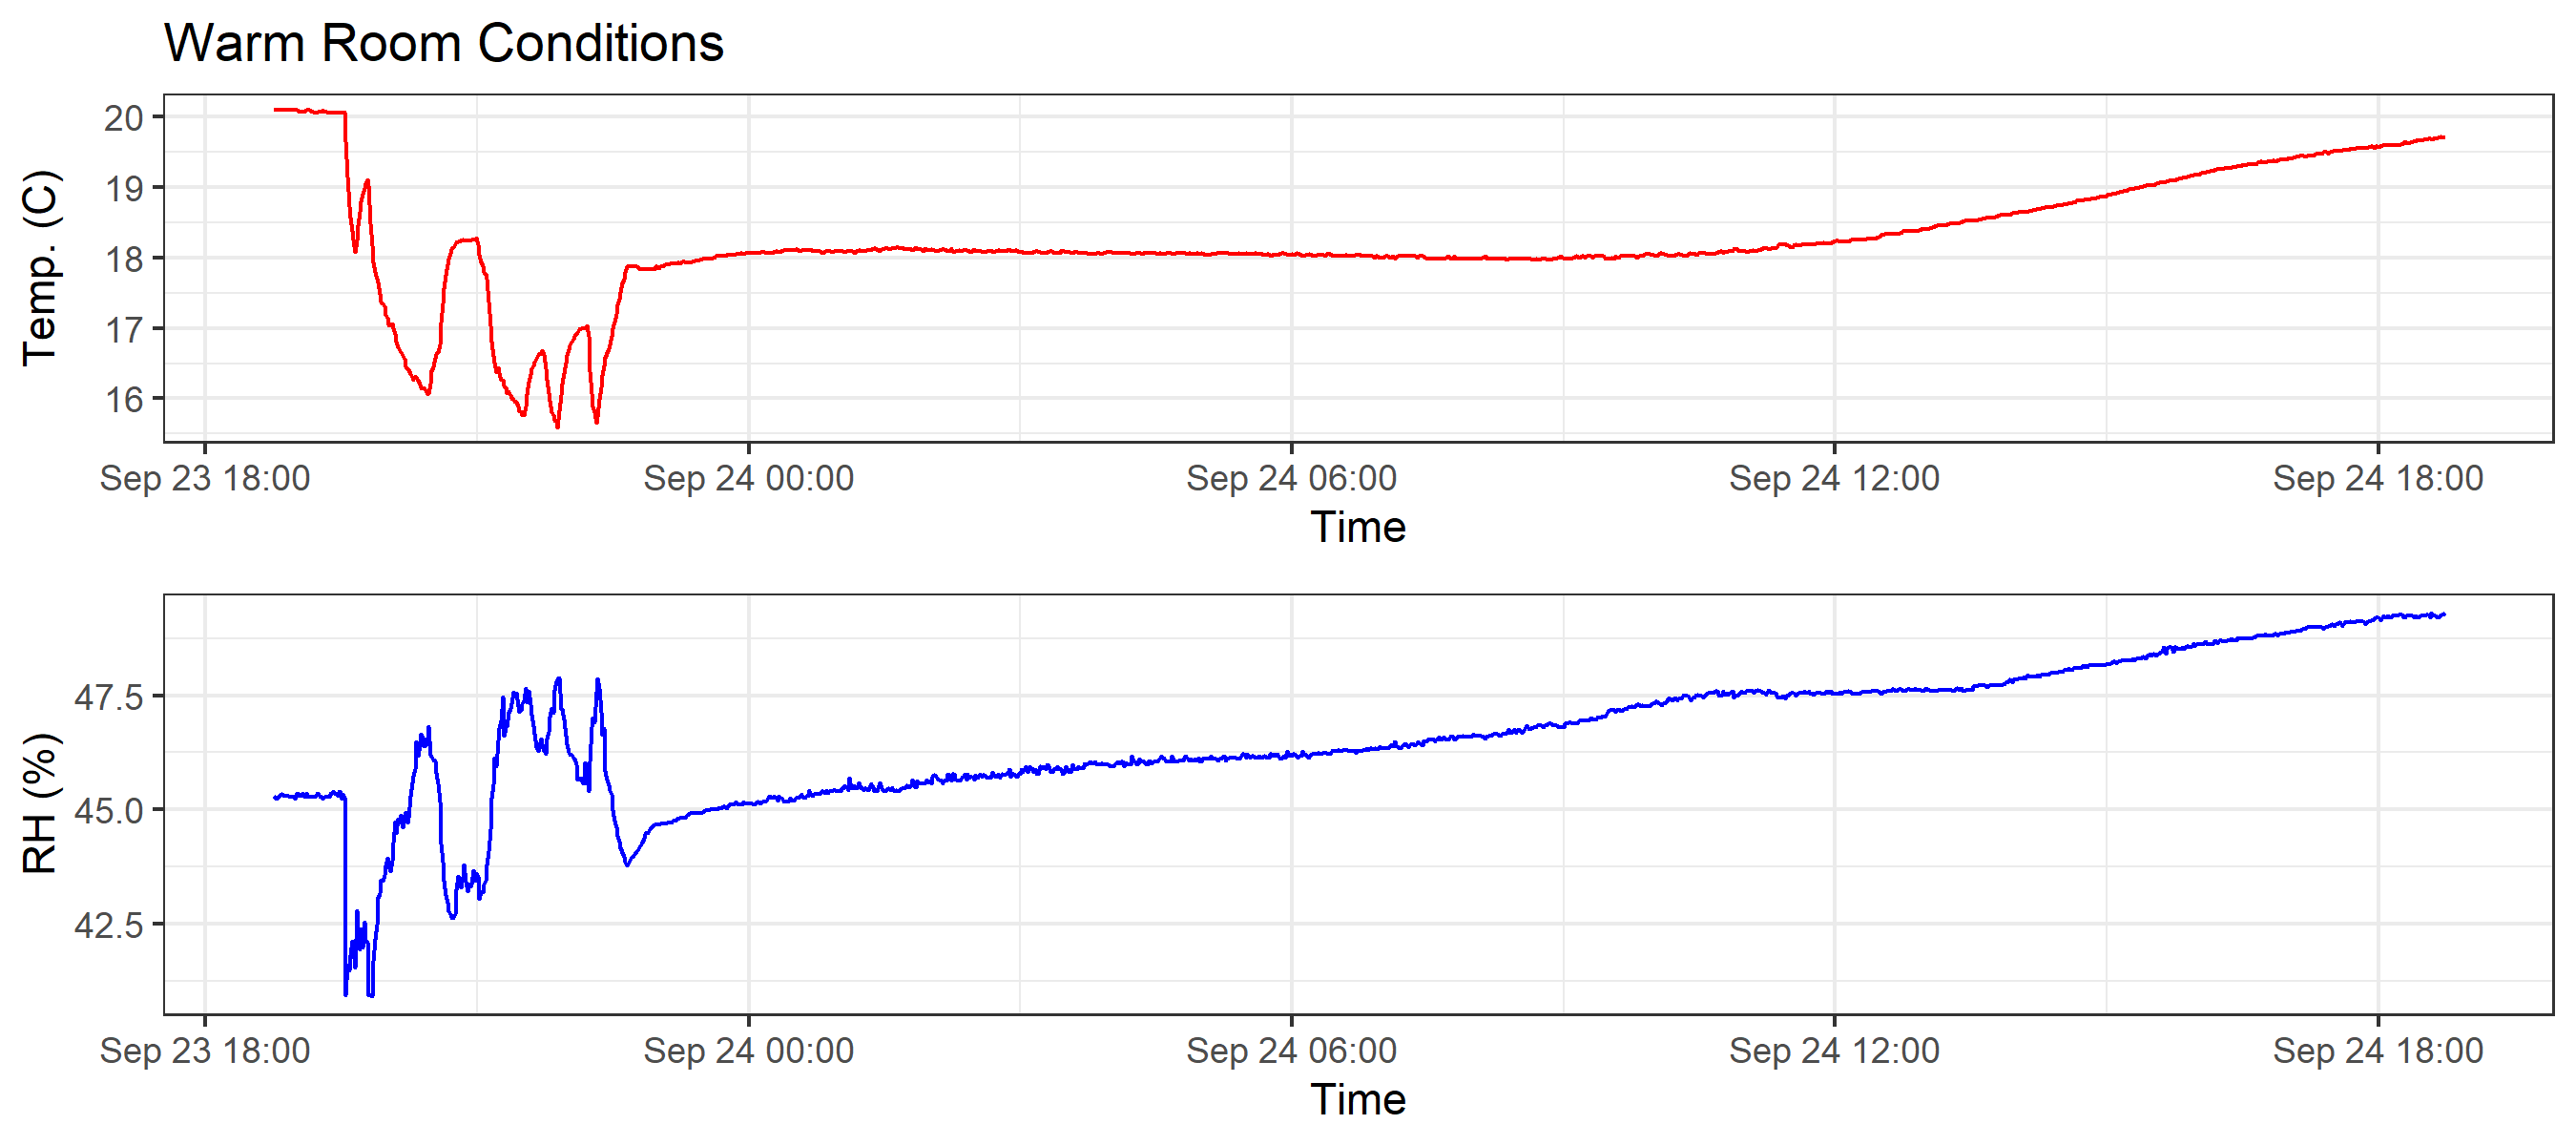 Warm Room Conditions
20
19
18
17
16
Temp. (C)
Sep 23 18:00 Sep 24 00:00 Sep 24 06:00 Sep 24 12:00 Sep 24 18:00
Time
47.5
45.0
42.5
RH (%)
Sep 23 18:00 Sep 24 00:00 Sep 24 06:00 Sep 24 12:00 Sep 24 18:00
Time